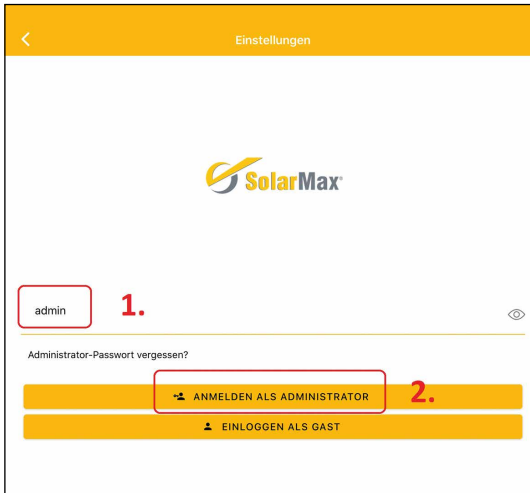 Einstellungen
SolarMax®
admin
1.
Administrator-Passwort vergessen?
ANMELDEN ALS ADMINISTRATOR
2.
EINLOGGEN ALS GAST